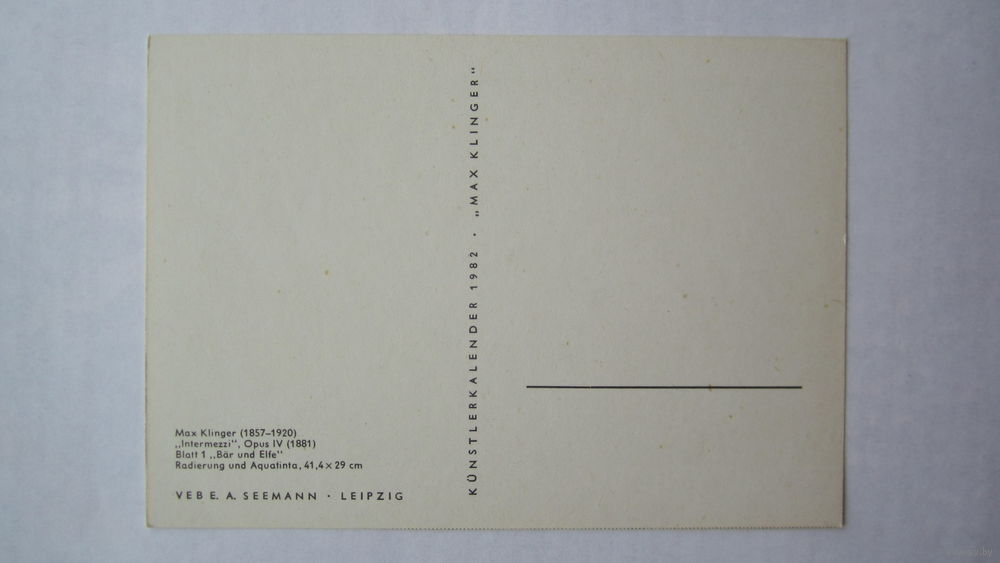 Max Klinger (1857–1920)
„Intermezzi“, Opus IV (1881)
Blatt 1 „Bär und Elfe“
Radierung und Aquatinta, 41,4 × 29 cm
VEB E. A. SEEMANN · LEIPZIG
KÜNSTLERKALENDER 1982 · „MAX KLINGER“